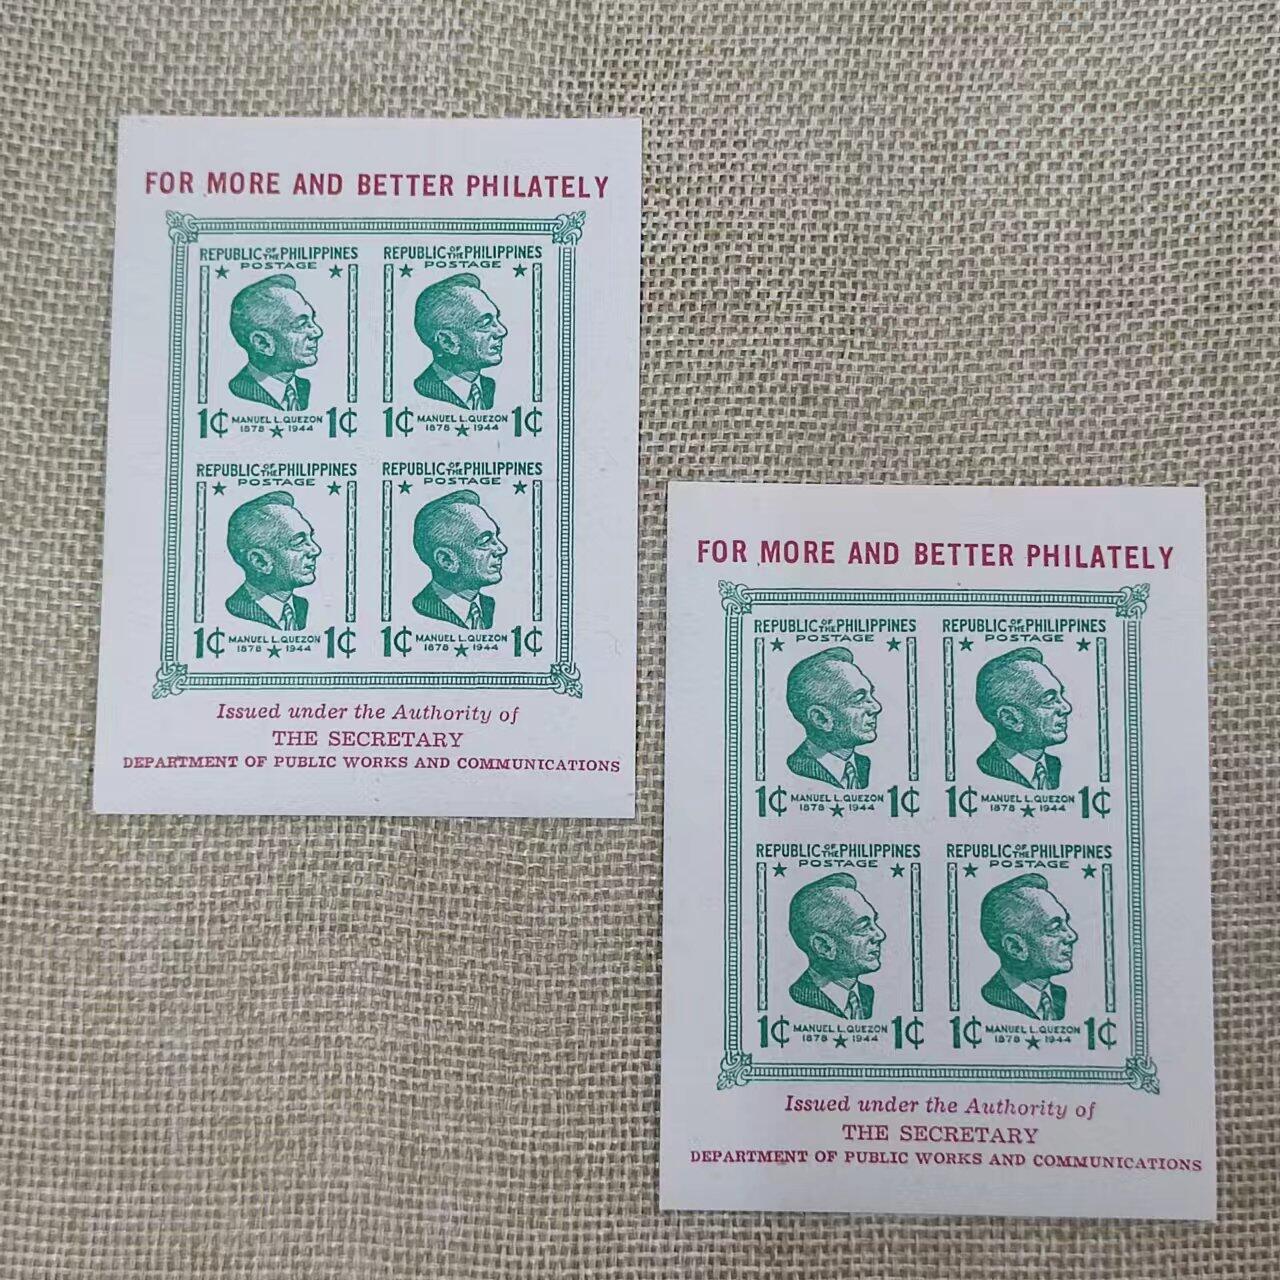 FOR MORE AND BETTER PHILATELY
REPUBLIC OF THE PHILIPPINES
POSTAGE
1¢ MANUEL L. QUEZON 1¢
1878 ★ 1944
REPUBLIC OF THE PHILIPPINES
POSTAGE
1¢ MANUEL L. QUEZON 1¢
1878 ★ 1944
REPUBLIC OF THE PHILIPPINES
POSTAGE
1¢ MANUEL L. QUEZON 1¢
1878 ★ 1944
REPUBLIC OF THE PHILIPPINES
POSTAGE
1¢ MANUEL L. QUEZON 1¢
1878 ★ 1944
Issued under the Authority of
THE SECRETARY
DEPARTMENT OF PUBLIC WORKS AND COMMUNICATIONS
FOR MORE AND BETTER PHILATELY
REPUBLIC OF THE PHILIPPINES
POSTAGE
1¢ MANUEL L. QUEZON 1¢
1878 ★ 1944
REPUBLIC OF THE PHILIPPINES
POSTAGE
1¢ MANUEL L. QUEZON 1¢
1878 ★ 1944
REPUBLIC OF THE PHILIPPINES
POSTAGE
1¢ MANUEL L. QUEZON 1¢
1878 ★ 1944
REPUBLIC OF THE PHILIPPINES
POSTAGE
1¢ MANUEL L. QUEZON 1¢
1878 ★ 1944
Issued under the Authority of
THE SECRETARY
DEPARTMENT OF PUBLIC WORKS AND COMMUNICATIONS